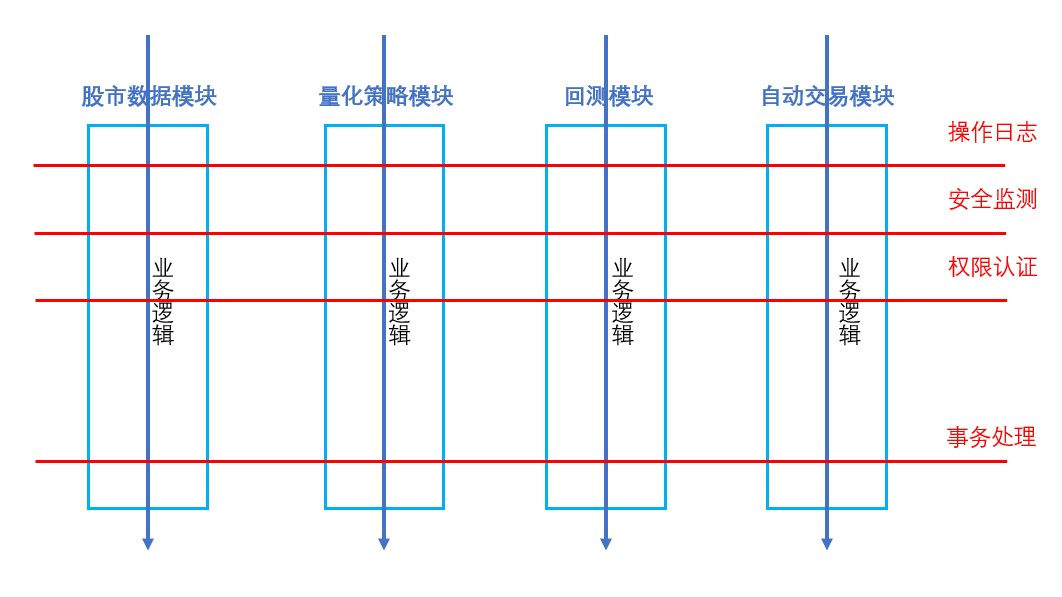 股市数据模块
量化策略模块
回测模块
自动交易模块
操作日志
安全监测
权限认证
业务逻辑
业务逻辑
业务逻辑
业务逻辑
事务处理